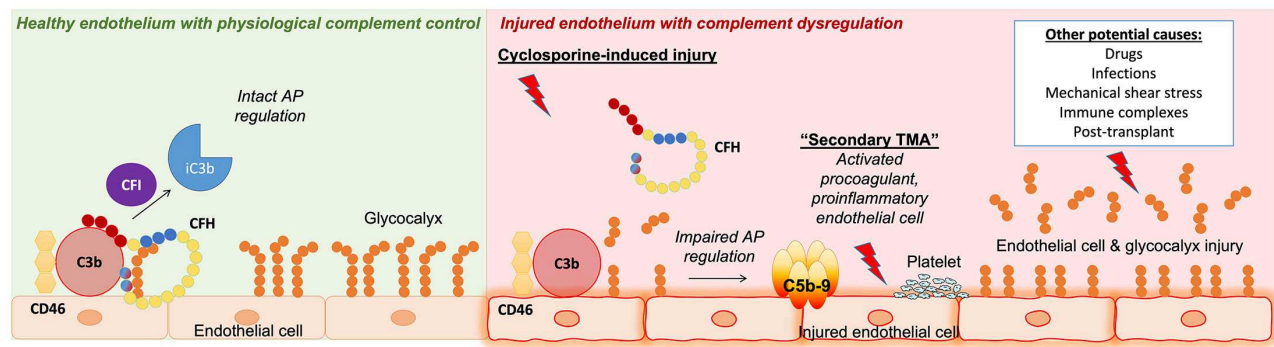 Healthy endothelium with physiological complement control
Intact AP
regulation
iC3b
CFI
CFH
C3b
Glycocalyx
CD46
Endothelial cell
Injured endothelium with complement dysregulation
Cyclosporine-induced injury
CFH
C3b
CD46
Impaired AP
regulation
C5b-9
“Secondary TMA”
Activated
procoagulant,
proinflammatory
endothelial cell
Platelet
Injured endothelial cell
Other potential causes:
Drugs
Infections
Mechanical shear stress
Immune complexes
Post-transplant
Endothelial cell & glycocalyx injury